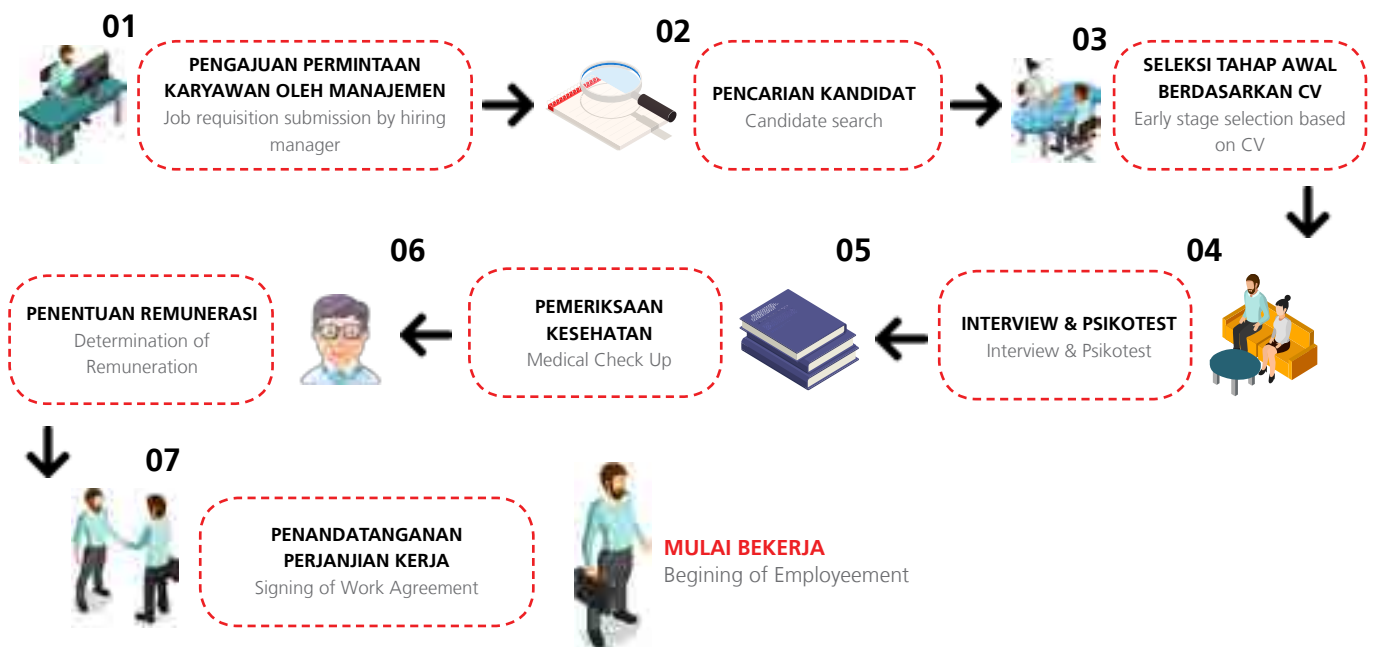 01
PENGAJUAN PERMINTAAN
KARYAWAN OLEH MANAJEMEN
Job requisition submission by hiring
manager
02
PENCARIAN KANDIDAT
Candidate search
03
SELEKSI TAHAP AWAL
BERDASARKAN CV
Early stage selection based
on CV
04
INTERVIEW & PSIKOTEST
Interview & Psikotest
05
PEMERIKSAAN
KESEHATAN
Medical Check Up
06
PENENTUAN REMUNERASI
Determination of
Remuneration
07
PENANDATANGANAN
PERJANJIAN KERJA
Signing of Work Agreement
MULAI BEKERJA
Begining of Employeement